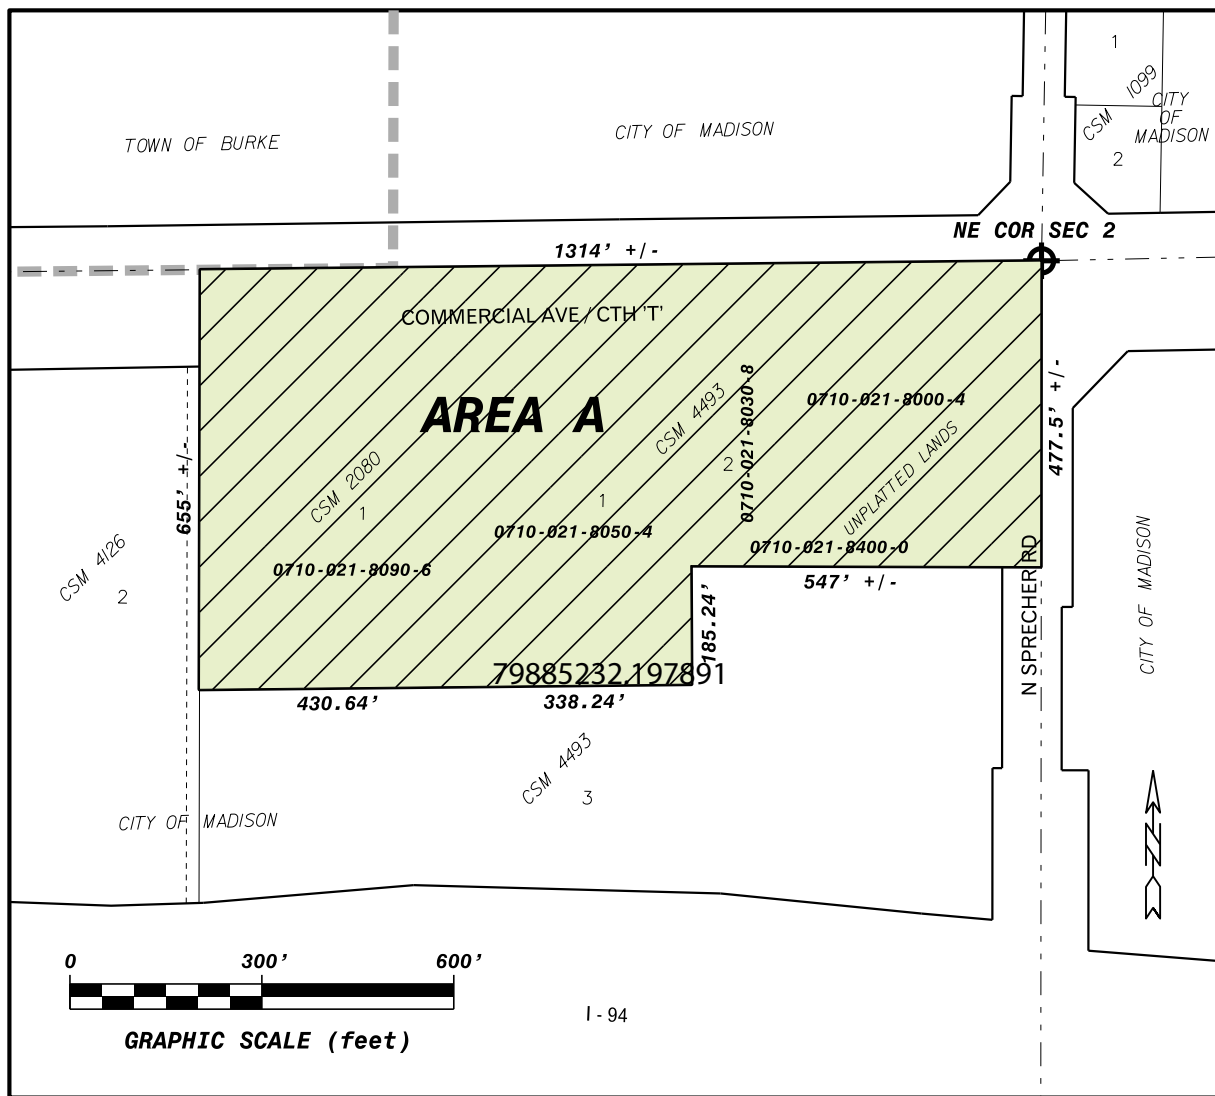 1
CSM 1099
CITY
OF
MADISON
2
TOWN OF BURKE
CITY OF MADISON
NE COR SEC 2
1314' +/-
COMMERCIAL AVE / CTH 'T'
AREA A
CSM 4493
0710-021-8030-8
0710-021-8000-4
477.5' +/-
655' +/-
CSM 2080
1
1
2
UNPLATTED LANDS
0710-021-8050-4
0710-021-8400-0
0710-021-8090-6
CSM 4126
2
547' +/-
185.24'
N SPRECHER RD
CITY OF MADISON
79885232.197891
430.64'
338.24'
CSM 4493
3
CITY OF MADISON
N
0
300'
600'
GRAPHIC SCALE (feet)
I - 94